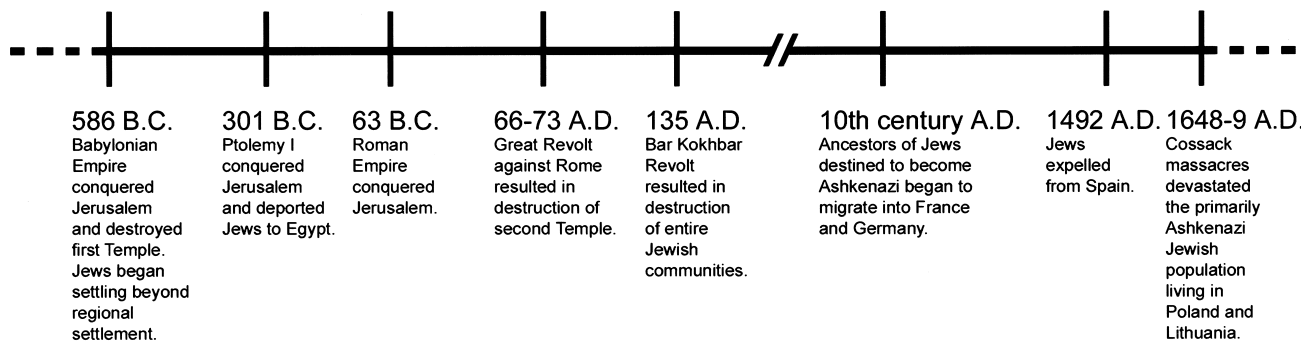 586 B.C.
Babylonian
Empire
conquered
Jerusalem
and destroyed
first Temple.
Jews began
settling beyond
regional
settlement.
301 B.C.
Ptolemy I
conquered
Jerusalem
and deported
Jews to Egypt.
63 B.C.
Roman
Empire
conquered
Jerusalem.
66-73 A.D.
Great Revolt
against Rome
resulted in
destruction of
second Temple.
135 A.D.
Bar Kokhbar
Revolt
resulted in
destruction
of entire
Jewish
communities.
10th century A.D.
Ancestors of Jews
destined to become
Ashkenazi began to
migrate into France
and Germany.
1492 A.D.
Jews
expelled
from Spain.
1648-9 A.D.
Cossack
massacres
devastated
the primarily
Ashkenazi
Jewish
population
living in
Poland and
Lithuania.